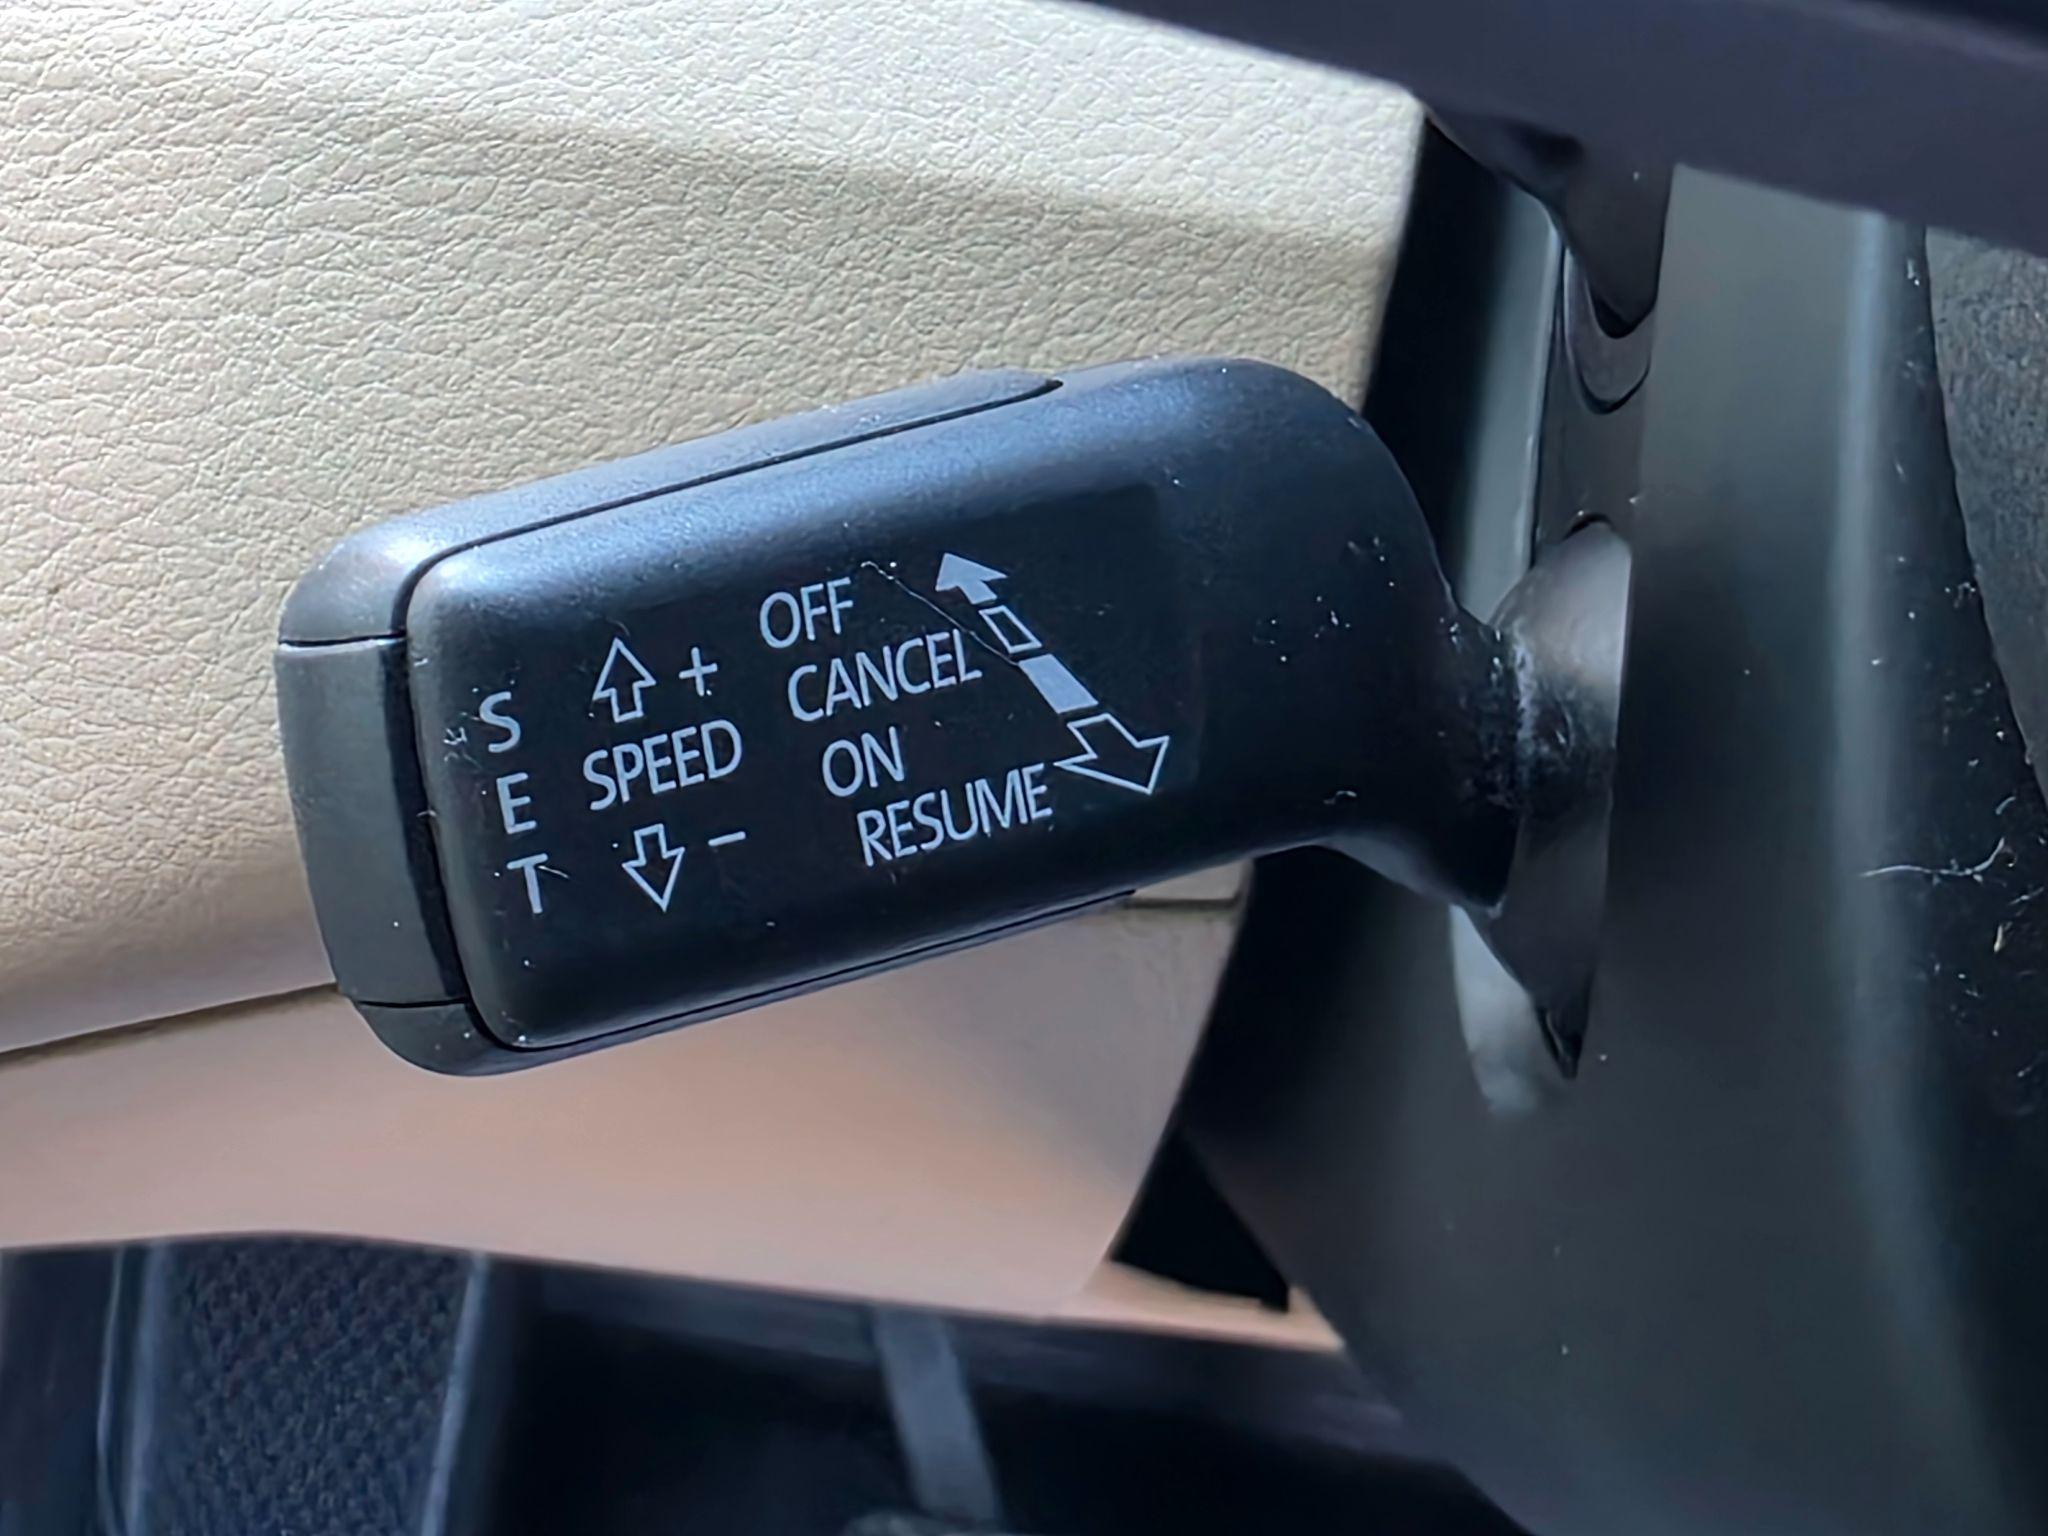 S
E
T
+
SPEED
-
OFF
CANCEL
ON
RESUME